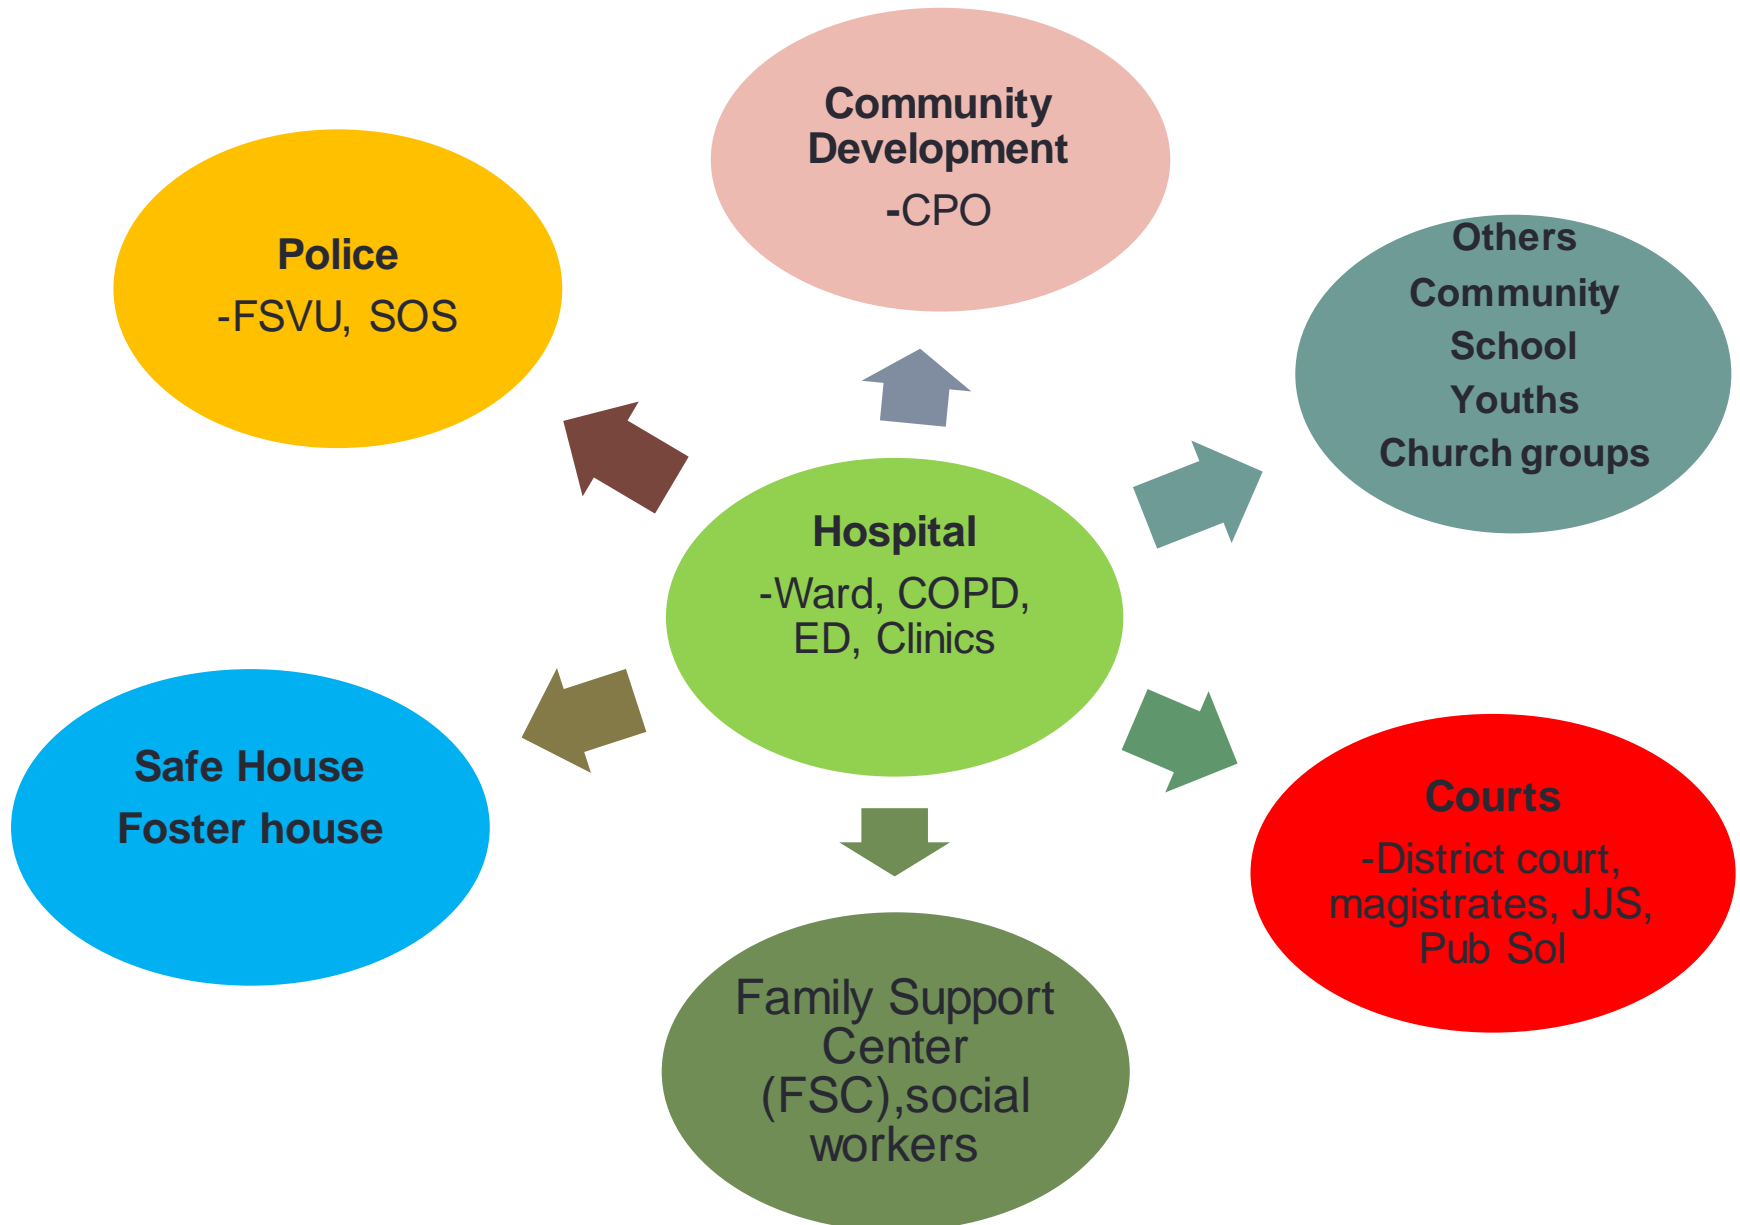 Community
Development
-CPO
Police
-FSVU, SOS
Others
Community
School
Youths
Church groups
Hospital
-Ward, COPD,
ED, Clinics
Safe House
Foster house
Courts
-District court,
magistrates, JJS,
Pub Sol
Family Support
Center
(FSC),social
workers